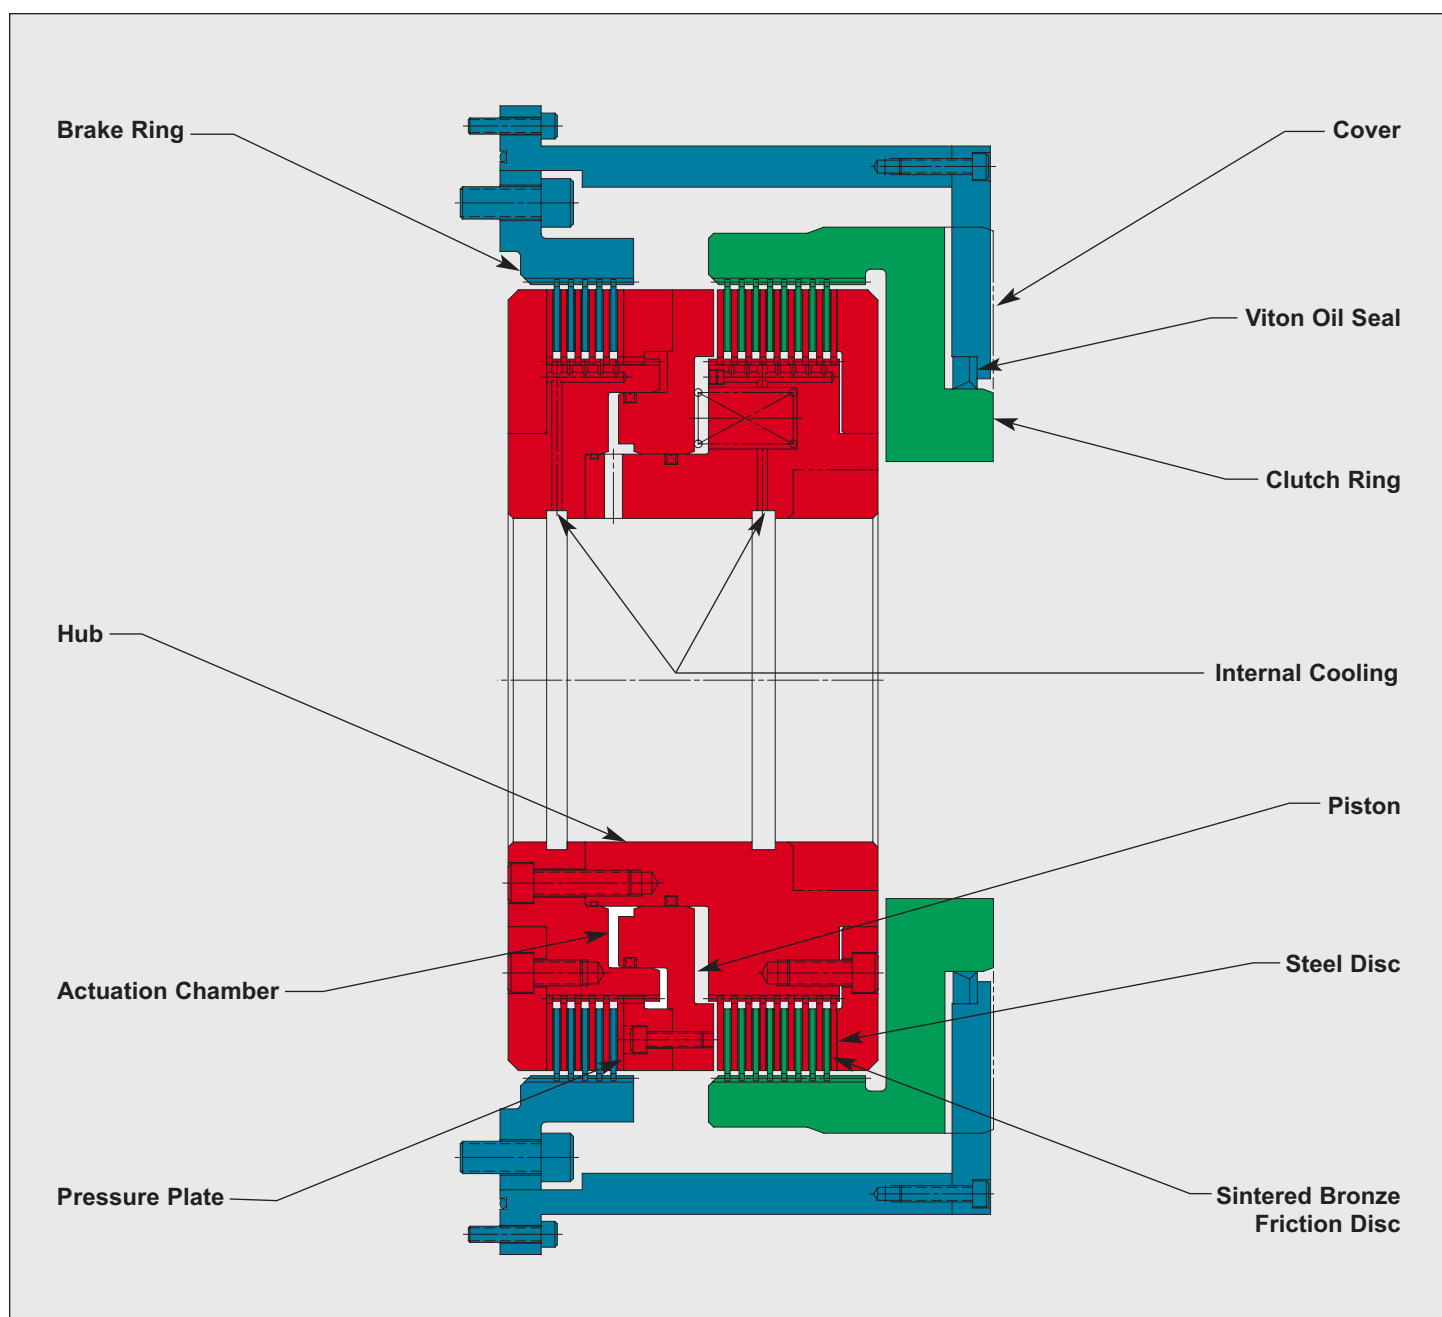 Brake Ring
Cover
Viton Oil Seal
Clutch Ring
Hub
Internal Cooling
Piston
Steel Disc
Actuation Chamber
Pressure Plate
Sintered Bronze
Friction Disc